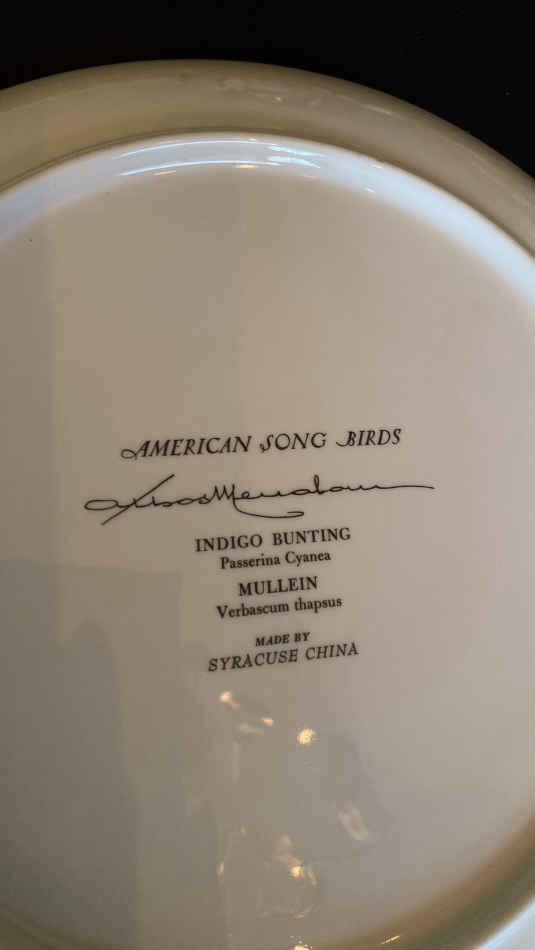 AMERICAN SONG BIRDS
INDIGO BUNTING
Passerina Cyanea
MULLEIN
Verbascum thapsus
MADE BY
SYRACUSE CHINA